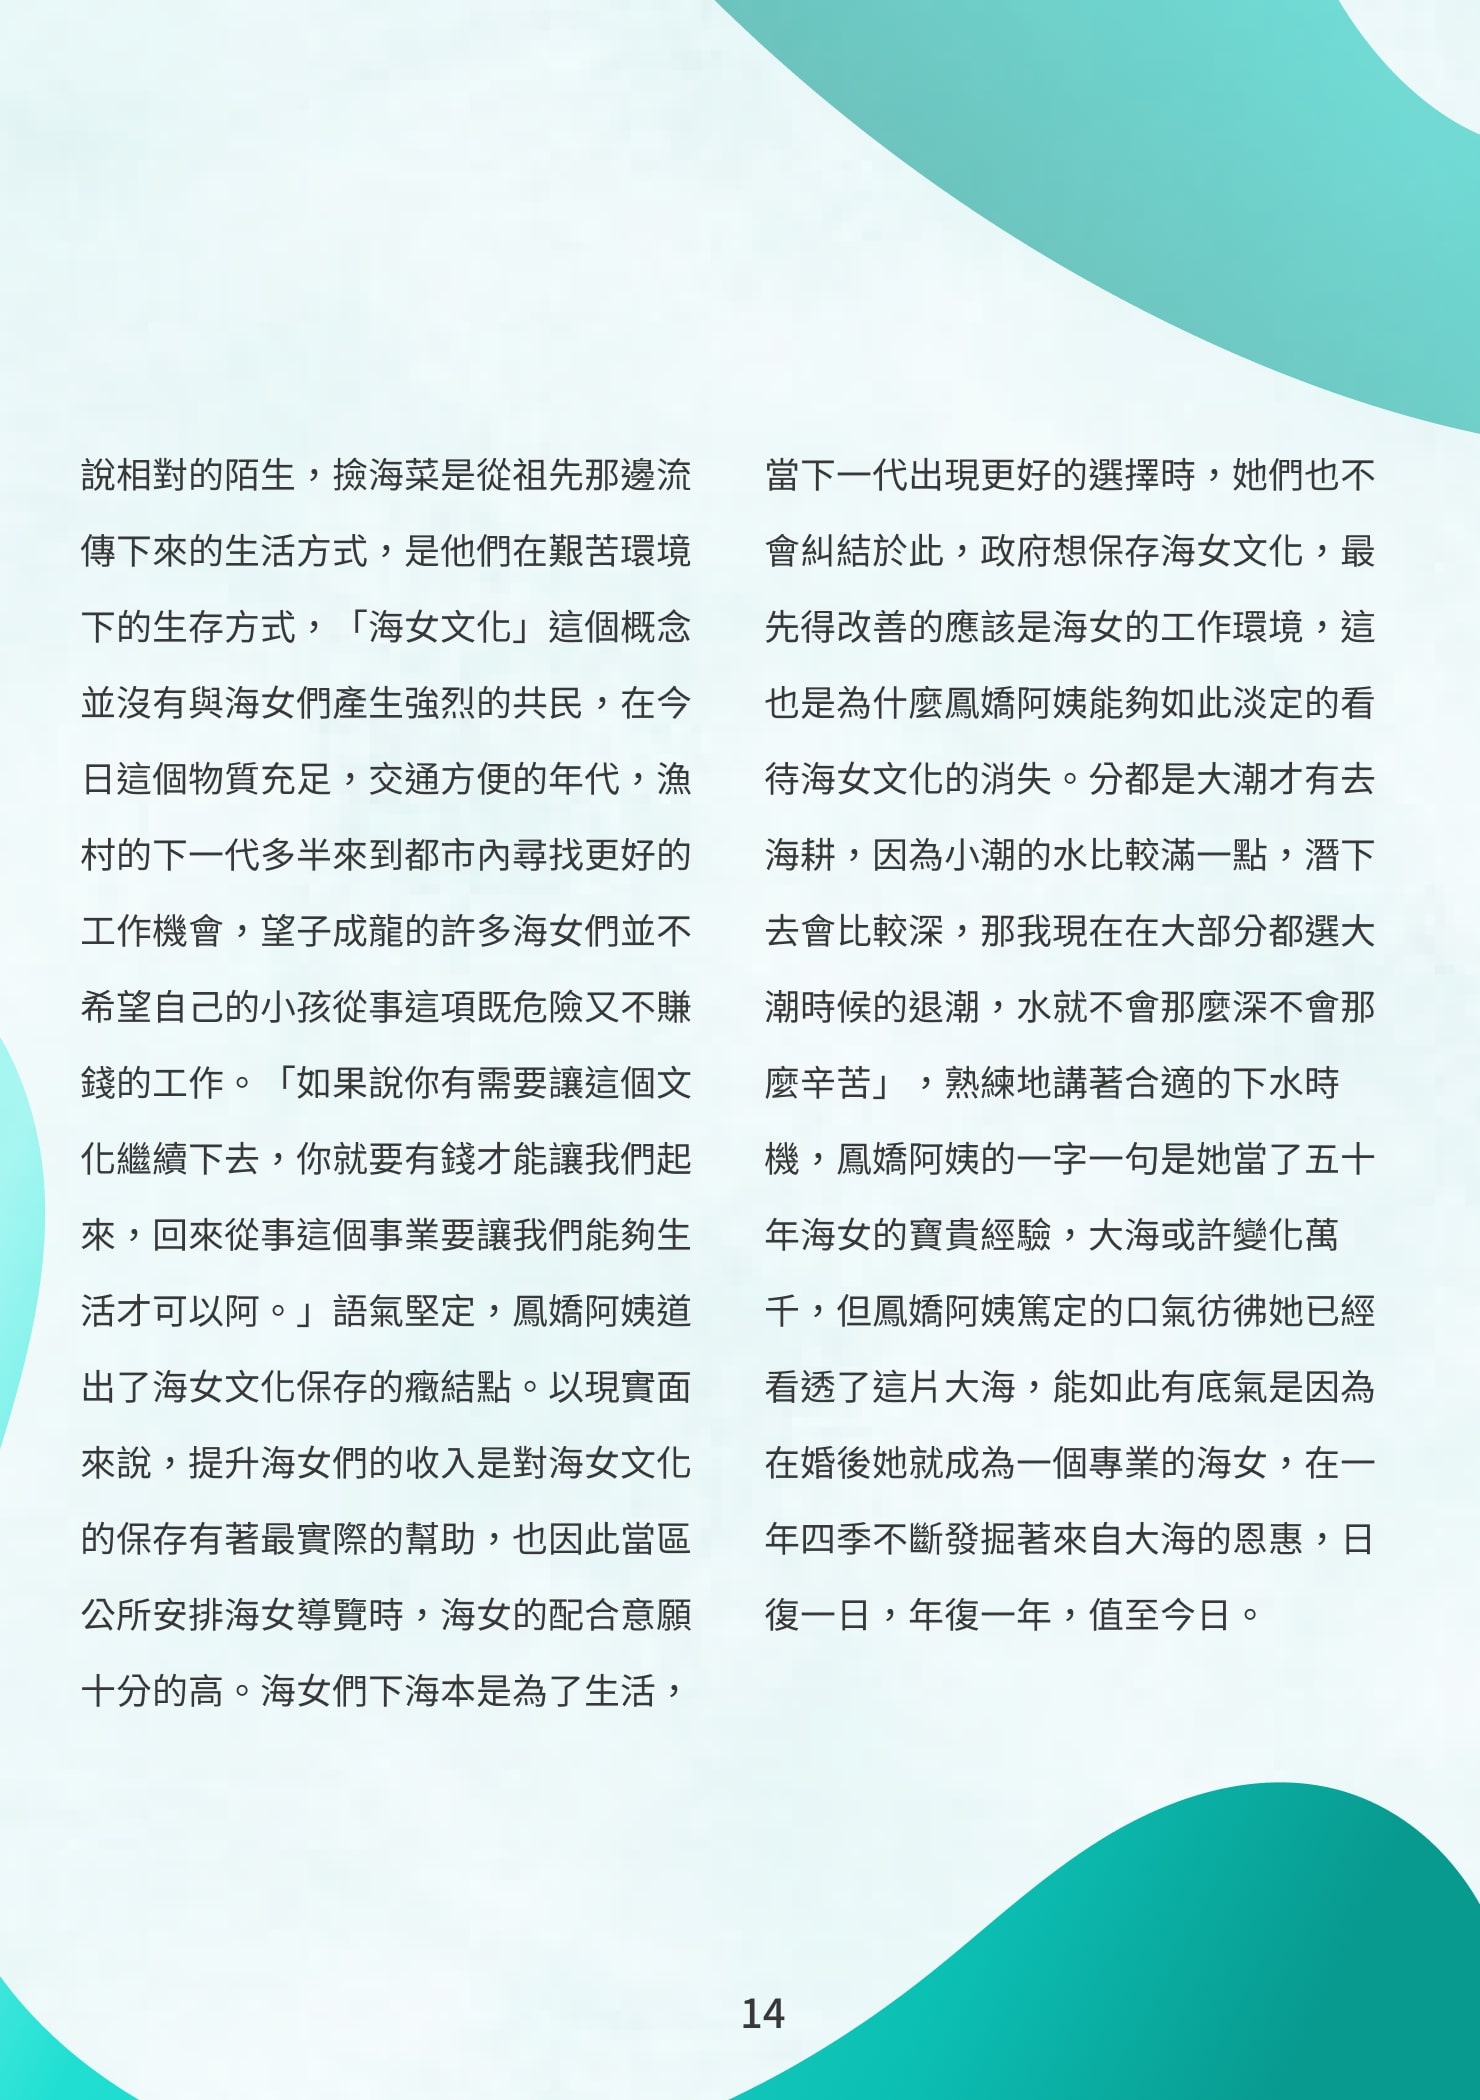 說相對的陌生，撿海菜是從祖先那邊流
傳下來的生活方式，是他們在艱苦環境
下的生存方式，「海女文化」這個概念
並沒有與海女們產生強烈的共民，在今
日這個物質充足，交通方便的年代，漁
村的下一代多半來到都市內尋找更好的
工作機會，望子成龍的許多海女們並不
希望自己的小孩從事這項既危險又不賺
錢的工作。「如果說你有需要讓這個文
化繼續下去，你就要有錢才能讓我們起
來，回來從事這個事業要讓我們能夠生
活才可以阿。」語氣堅定，鳳嬌阿姨道
出了海女文化保存的癥結點。以現實面
來說，提升海女們的收入是對海女文化
的保存有著最實際的幫助，也因此當區
公所安排海女導覽時，海女的配合意願
十分的高。海女們下海本是為了生活，
當下一代出現更好的選擇時，她們也不
會糾結於此，政府想保存海女文化，最
先得改善的應該是海女的工作環境，這
也是為什麼鳳嬌阿姨能夠如此淡定的看
待海女文化的消失。分都是大潮才有去
海耕，因為小潮的水比較滿一點，潛下
去會比較深，那我現在在大部分都選大
潮時候的退潮，水就不會那麼深不會那
麼辛苦」，熟練地講著合適的下水時
機，鳳嬌阿姨的一字一句是她當了五十
年海女的寶貴經驗，大海或許變化萬
千，但鳳嬌阿姨篤定的口氣彷彿她已經
看透了這片大海，能如此有底氣是因為
在婚後她就成為一個專業的海女，在一
年四季不斷發掘著來自大海的恩惠，日
復一日，年復一年，值至今日。
14